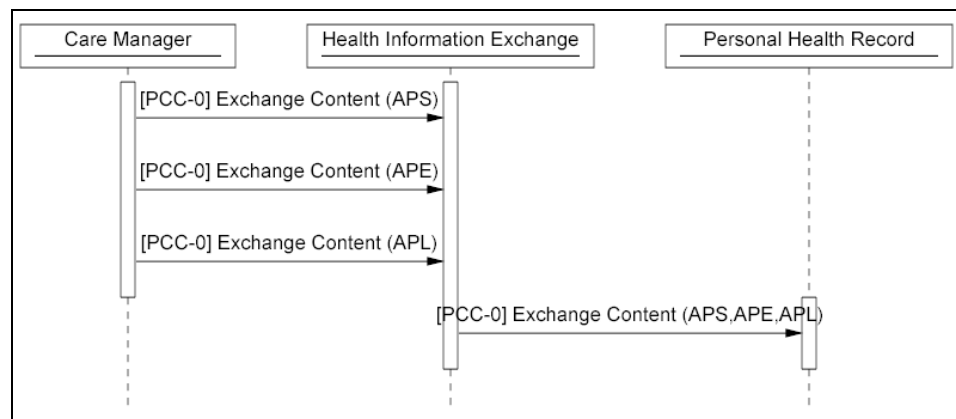 Care Manager
Health Information Exchange
Personal Health Record
[PCC-0] Exchange Content (APS)
[PCC-0] Exchange Content (APE)
[PCC-0] Exchange Content (APL)
[PCC-0] Exchange Content (APS,APE,APL)